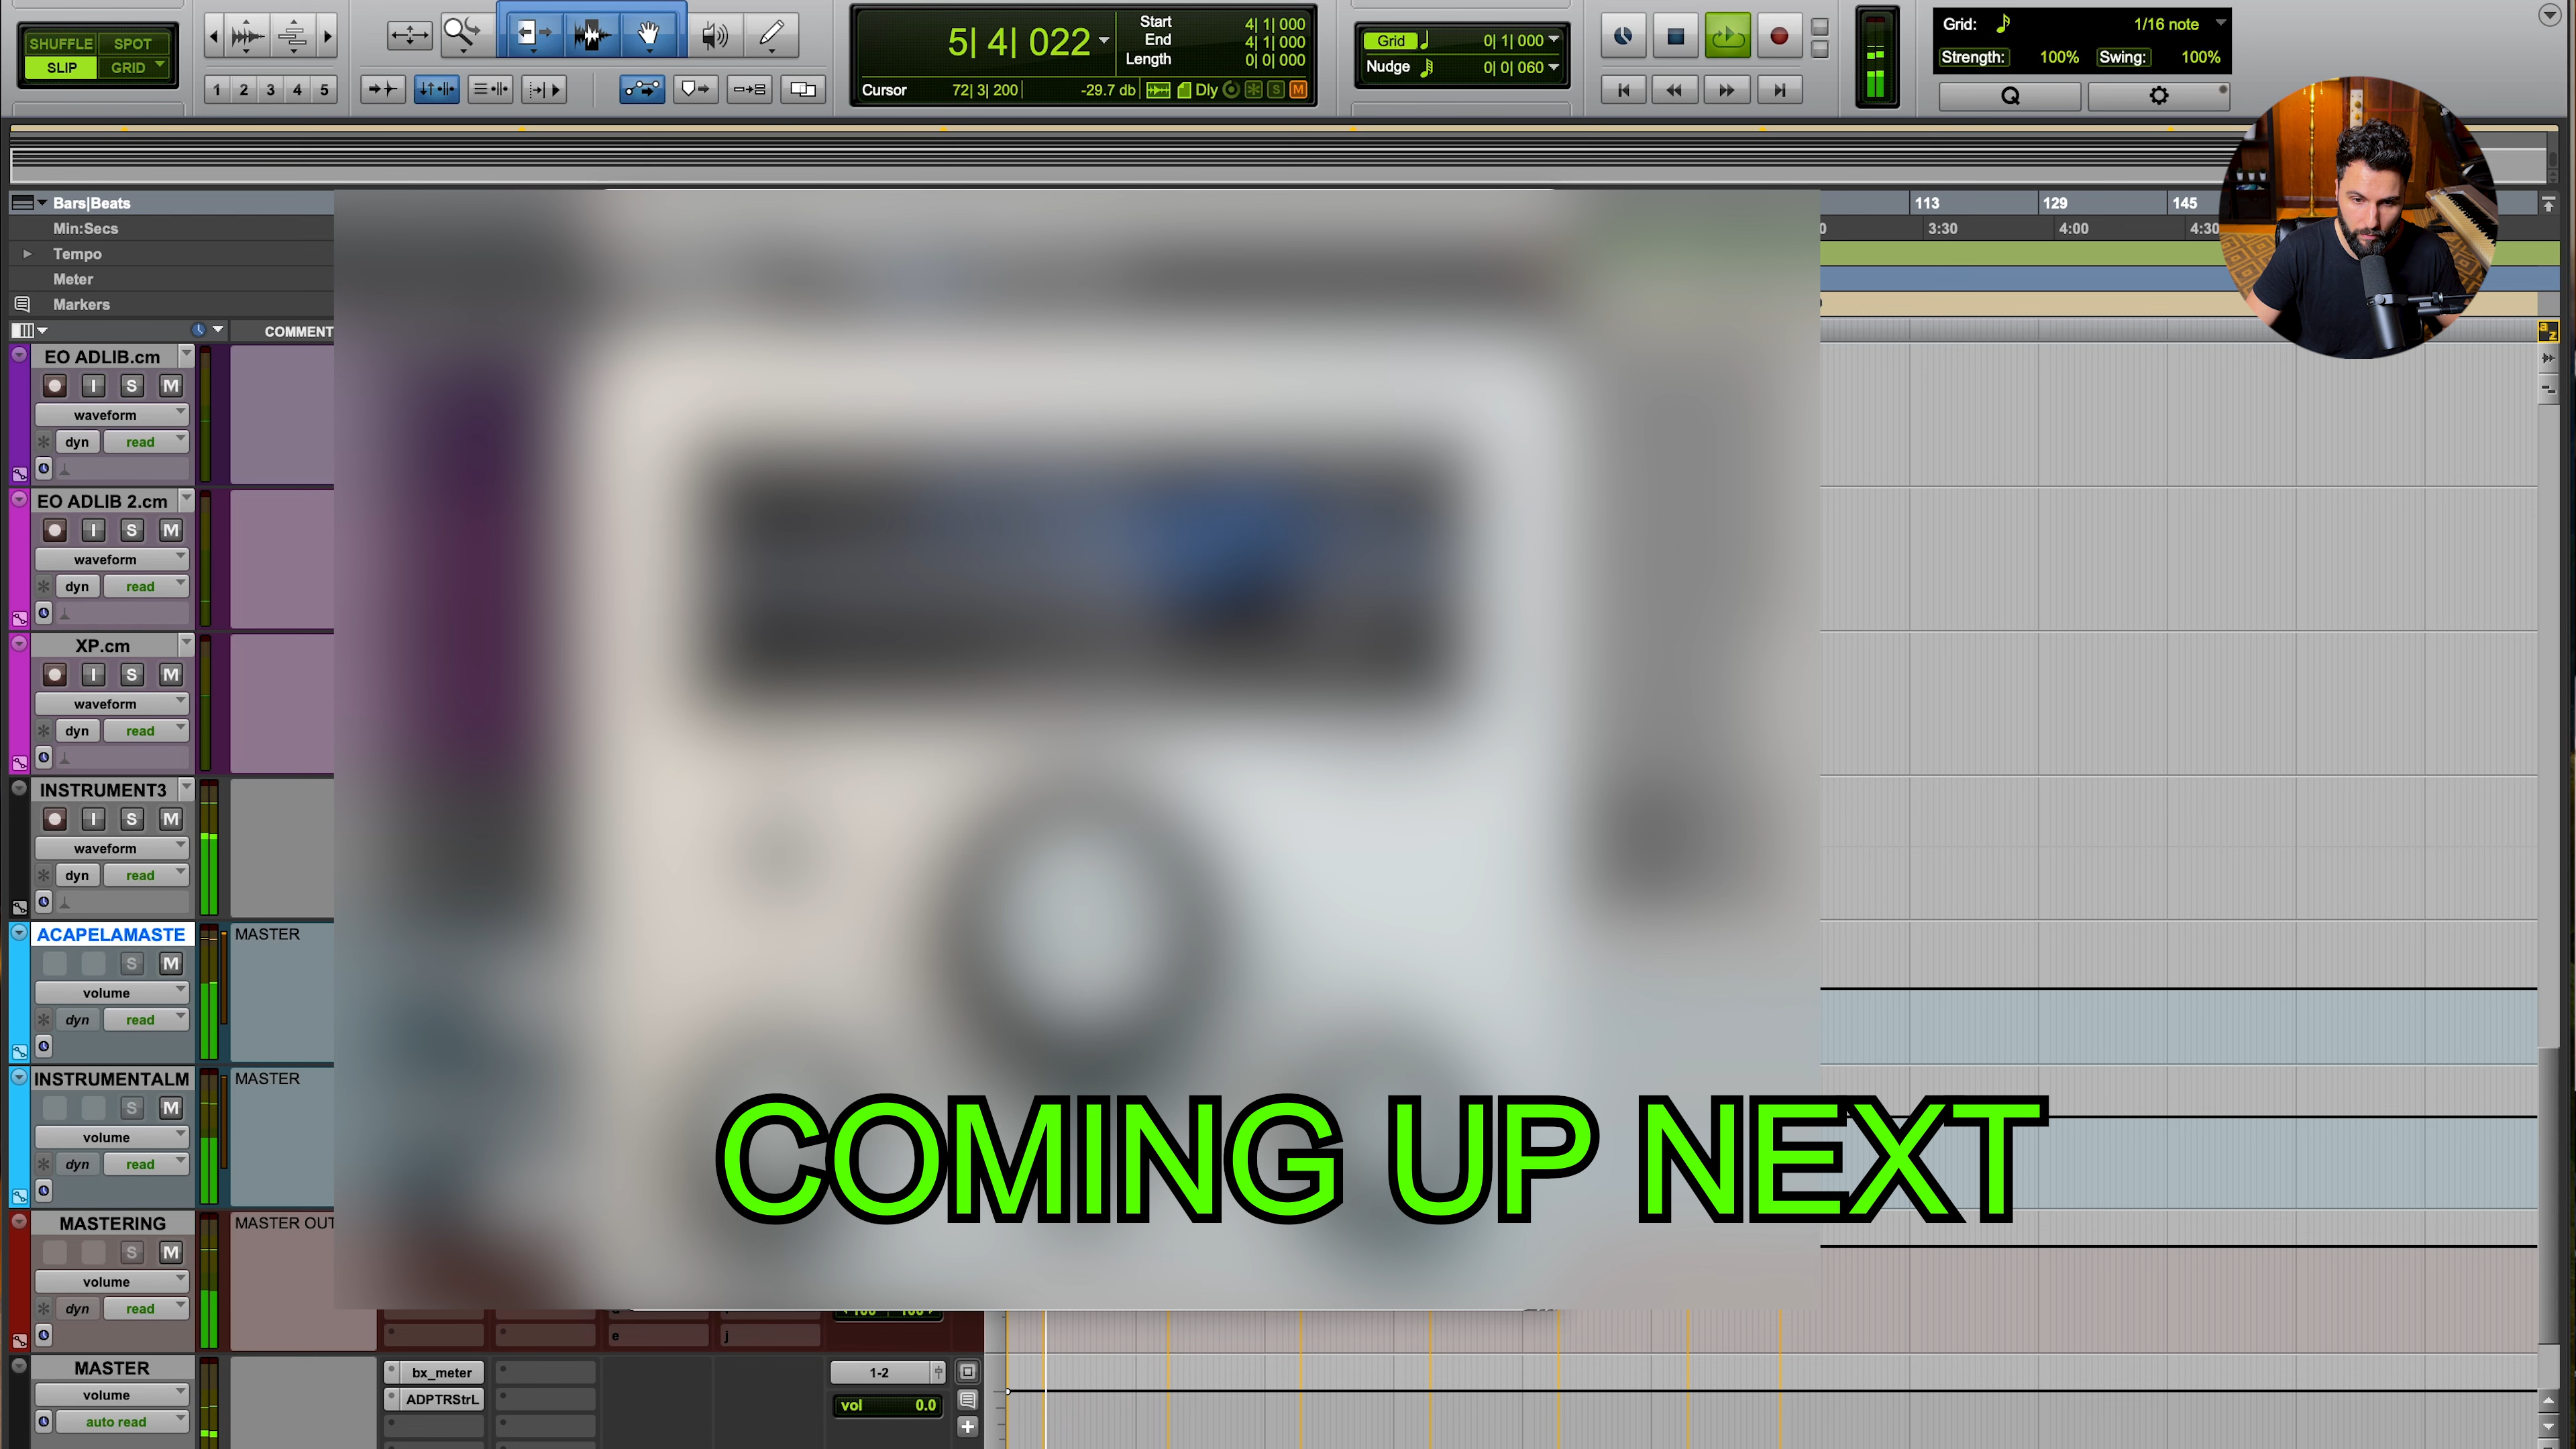 SHUFFLE SPOT
SLIP GRID
1 2 3 4 5
5| 4| 022
Start 4| 1| 000
End 4| 1| 000
Length 0| 0| 000
Cursor 72| 3| 200 -29.7 db Dly S M
Grid 0| 1| 000
Nudge 0| 0| 060
Grid: 1/16 note
Strength: 100% Swing: 100%
Q
Bars|Beats 113 129 145
Min:Secs 0 3:30 4:00 4:30
Tempo
Meter
Markers
COMMENT
a z
EO ADLIB.cm
I S M
waveform
dyn read
EO ADLIB 2.cm
I S M
waveform
dyn read
XP.cm
I S M
waveform
dyn read
INSTRUMENT3
I S M
waveform
dyn read
ACAPELAMASTE MASTER
S M
volume
dyn read
INSTRUMENTALM MASTER
S M
volume
dyn read
COMING UP NEXT
MASTERING MASTER OUT
S M
volume
dyn read
e j
MASTER bx_meter 1-2
volume ADPTRStrL vol 0.0
auto read